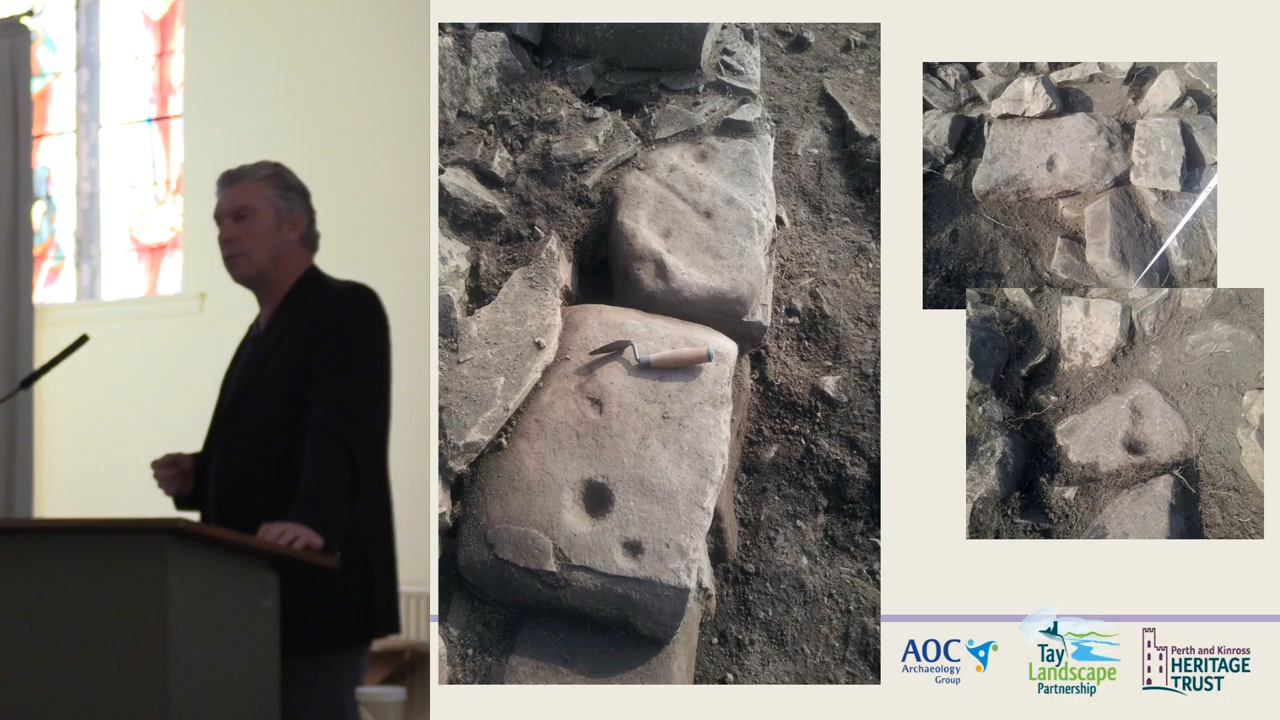 AOC
Archaeology
Group
Tay
Landscape
Partnership
Perth and Kinross
HERITAGE
TRUST